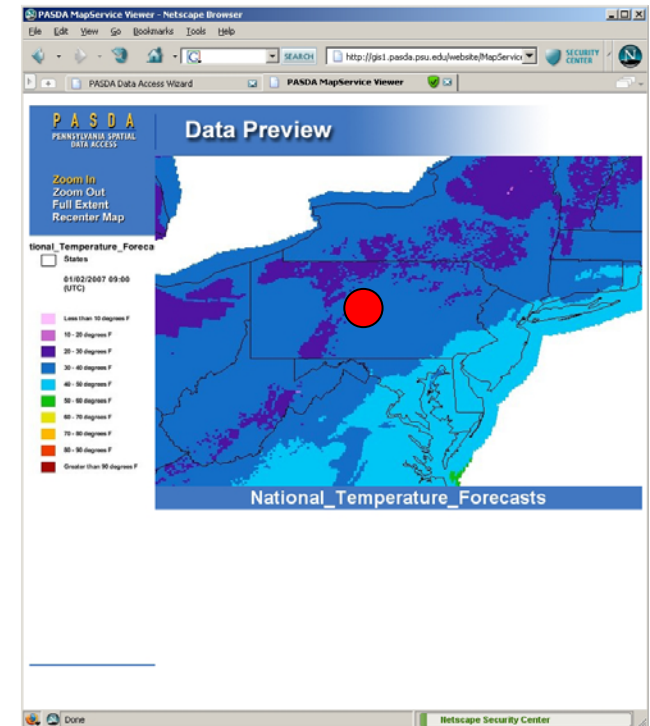 PASDA MapService Viewer - Netscape Browser
File Edit View Go Bookmarks Tools Help
SEARCH http://gis1.pasda.psu.edu/website/MapService SECURITY CENTER
PASDA Data Access Wizard PASDA MapService Viewer
PASDA
PENNSYLVANIA SPATIAL
DATA ACCESS
Data Preview
Zoom In
Zoom Out
Full Extent
Recenter Map
tional_Temperature_Foreca
States
01/02/2007 09:00
(UTC)
Less than 10 degrees F
10 - 20 degrees F
20 - 30 degrees F
30 - 40 degrees F
40 - 50 degrees F
50 - 60 degrees F
60 - 70 degrees F
70 - 80 degrees F
80 - 90 degrees F
Greater than 90 degrees F
National_Temperature_Forecasts
Done
Netscape Security Center